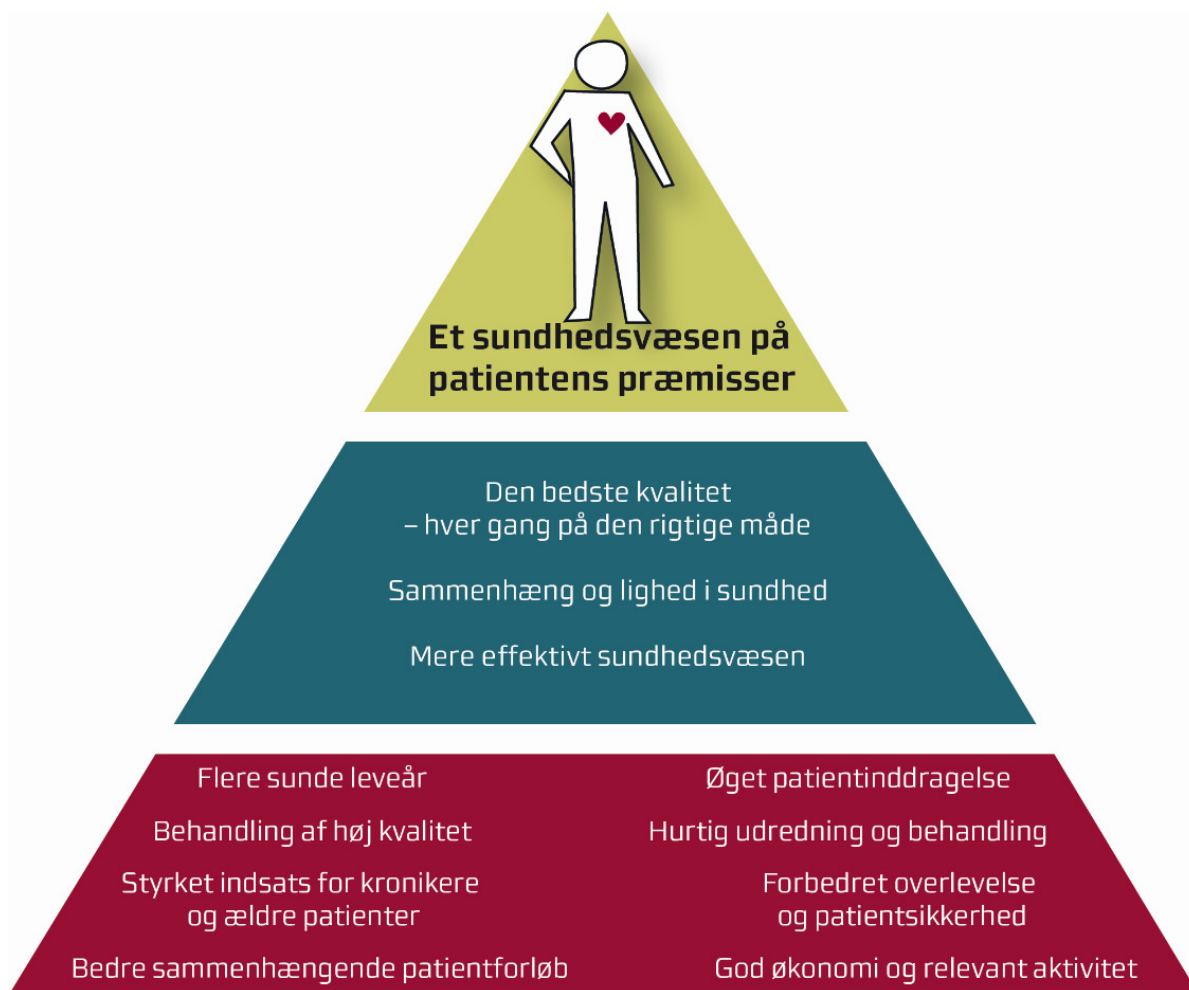 Et sundhedsvæsen på
patientens præmisser
Den bedste kvalitet
– hver gang på den rigtige måde
Sammenhæng og lighed i sundhed
Mere effektivt sundhedsvæsen
Flere sunde leveår
Behandling af høj kvalitet
Styrket indsats for kronikere
og ældre patienter
Bedre sammenhængende patientforløb
Øget patientinddragelse
Hurtig udredning og behandling
Forbedret overlevelse
og patientsikkerhed
God økonomi og relevant aktivitet